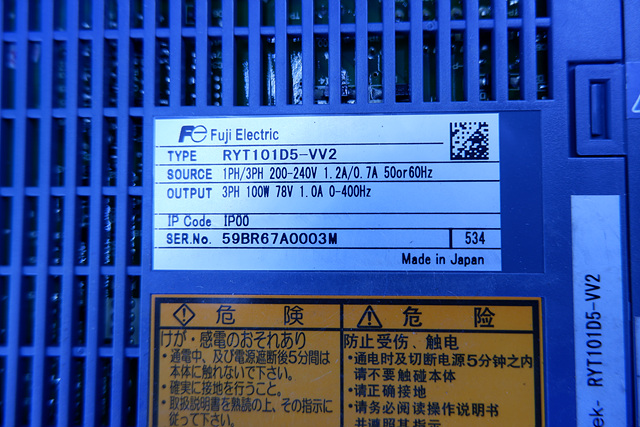 Fuji Electric
TYPE RYT101D5-VV2
SOURCE 1PH/3PH 200-240V 1.2A/0.7A 50or60Hz
OUTPUT 3PH 100W 78V 1.0A 0-400Hz
IP Code IP00
SER.No. 59BR67A0003M 534
Made in Japan
危険
けが・感電のおそれあり
・通電中、及び電源遮断後5分間は
本体に触れないで下さい。
・確実に接地を行うこと。
・取扱説明書を熟読の上、その指示に
従って下さい。
危险
防止受伤、触电
・通电时及切断电源5分钟之内
请不要触碰本体
・请正确接地
・请务必阅读操作说明书
并遵照其指示
ek- RYT101D5-VV2